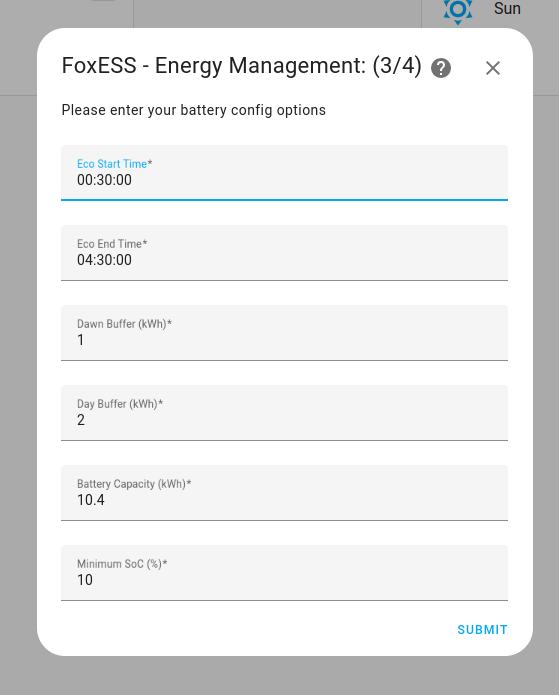 Sun
FoxESS - Energy Management: (3/4) ?
Please enter your battery config options
Eco Start Time*
00:30:00
Eco End Time*
04:30:00
Dawn Buffer (kWh)*
1
Day Buffer (kWh)*
2
Battery Capacity (kWh)*
10.4
Minimum SoC (%)*
10
SUBMIT